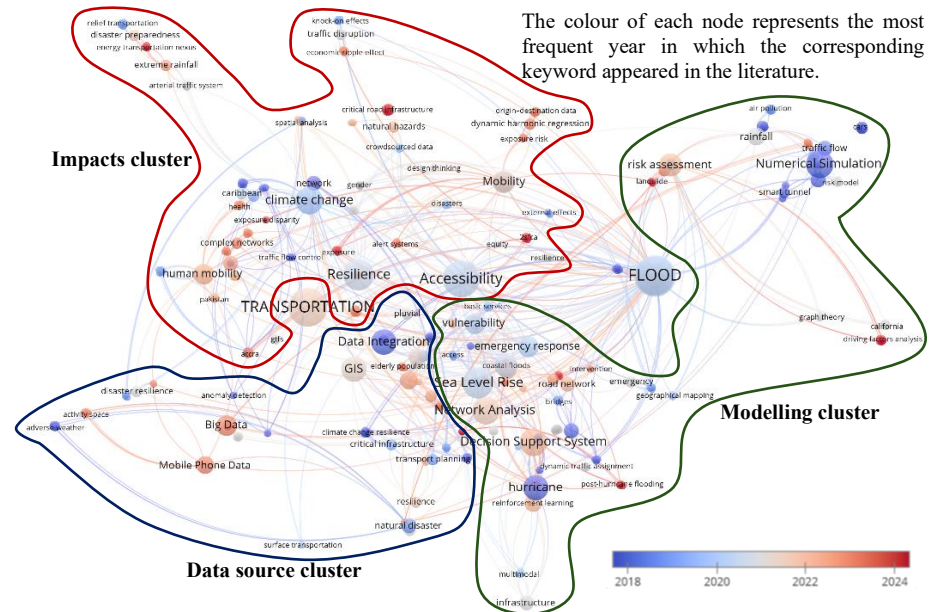 The colour of each node represents the most
frequent year in which the corresponding
keyword appeared in the literature.
relief transportation
disaster preparedness
energy transportation nexus
extreme rainfall
arterial traffic system
knock-on effects
traffic disruption
economic ripple effect
critical road infrastructure
natural hazards
spatial analysis
crowdsourced data
origin-destination data
dynamic harmonic regression
exposure risk
design thinking
Impacts cluster
network
gender
Mobility
caribbean
climate change
health
disasters
exposure disparity
external effects
complex networks
alert systems
equity
exposure
traffic flow control
resilience
human mobility
Resilience
Accessibility
pakistan
TRANSPORTATION
gtfs
accra
air pollution
rainfall
cars
traffic flow
risk assessment
Numerical Simulation
landslide
risk model
smart tunnel
FLOOD
graph theory
california
driving factors analysis
Modelling cluster
basic services
vulnerability
emergency response
access
coastal floods
Sea Level Rise
intervention
road network
emergency
geographical mapping
bridges
Network Analysis
Decision Support System
dynamic traffic assignment
hurricane
post-hurricane flooding
reinforcement learning
multimodal
infrastructure
pluvial
Data Integration
GIS
elderly population
disaster resilience
anomaly detection
activity space
adverse weather
Big Data
climate change resilience
critical infrastructure
transport planning
Mobile Phone Data
resilience
natural disaster
surface transportation
Data source cluster
2018 2020 2022 2024